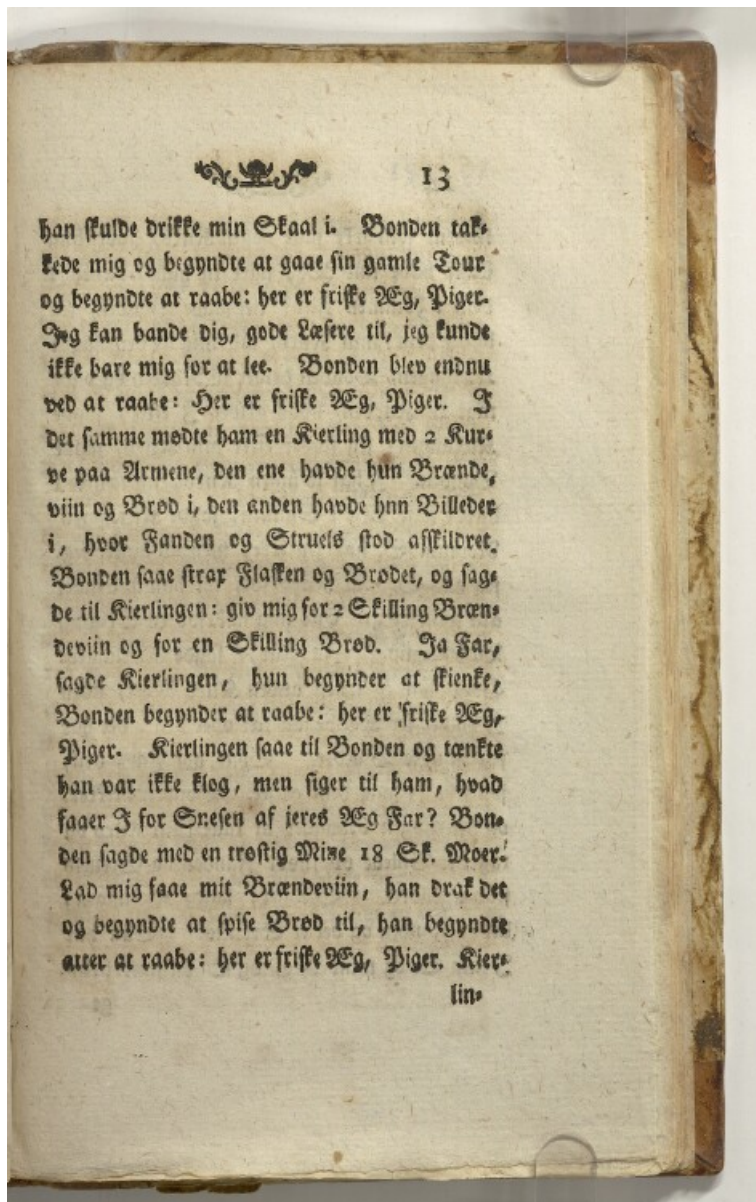 13
han skulde drikke min Skaal i. Bonden tak-
kede mig og begyndte at gaae sin gamle Tour
og begyndte at raabe: her er friske Æg, Piger.
Jeg kan bande dig, gode Læsere til, jeg kunde
ikke bare mig for at lee. Bonden blev endnu
ved at raabe: Her er friske Æg, Piger. I
det samme mødte ham en Kierling med 2 Kur-
ve paa Armene, den ene havde hun Brænde,
viin og Brød i, den anden havde hnn Billeder
i, hvor Fanden og Struels stod afskildret.
Bonden saae strax Flasken og Brødet, og sag-
de til Kierlingen: giv mig for 2 Skilling Bræn-
deviin og for en Skilling Brød. Ja Far,
sagde Kierlingen, hun begynder at skienke,
Bonden begynder at raabe: her er friske Æg,
Piger. Kierlingen saae til Bonden og tænkte
han var ikke klog, men siger til ham, hvad
faaer I for Snesen af jeres Æg Far? Bon-
den sagde med en trøstig Mine 18 Sk. Moer.
Lad mig faae mit Brændeviin, han drak det
og begyndte at spise Brød til, han begyndte
atter at raabe: her er friske Æg, Piger. Kier-
lin-